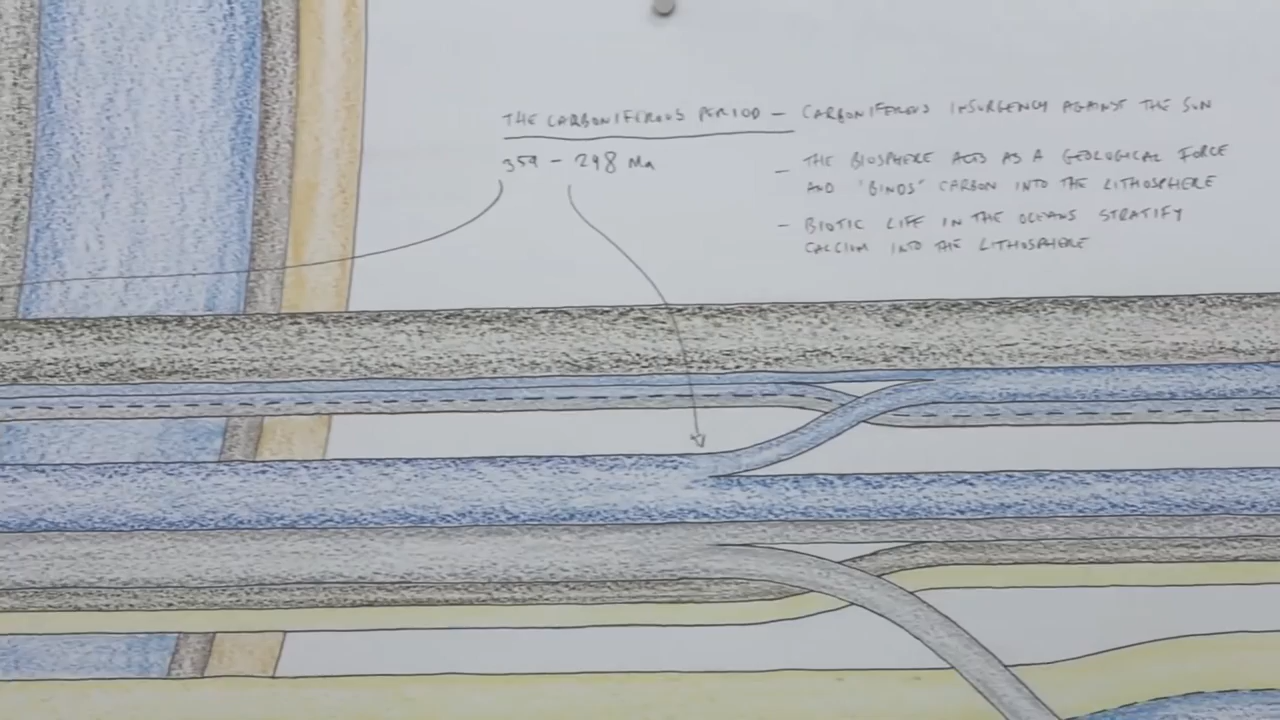 THE CARBONIFEROUS PERIOD — CARBONIFEROUS INSURGENCY AGAINST THE SUN
359 – 298 Ma
— THE BIOSPHERE ACTS AS A GEOLOGICAL FORCE
AND 'BINDS' CARBON INTO THE LITHOSPHERE
— BIOTIC LIFE IN THE OCEANS STRATIFY
CALCIUM INTO THE LITHOSPHERE